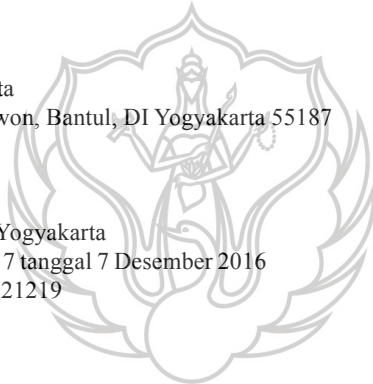 ta
won, Bantul, DI Yogyakarta 55187
Yogyakarta
7 tanggal 7 Desember 2016
21219